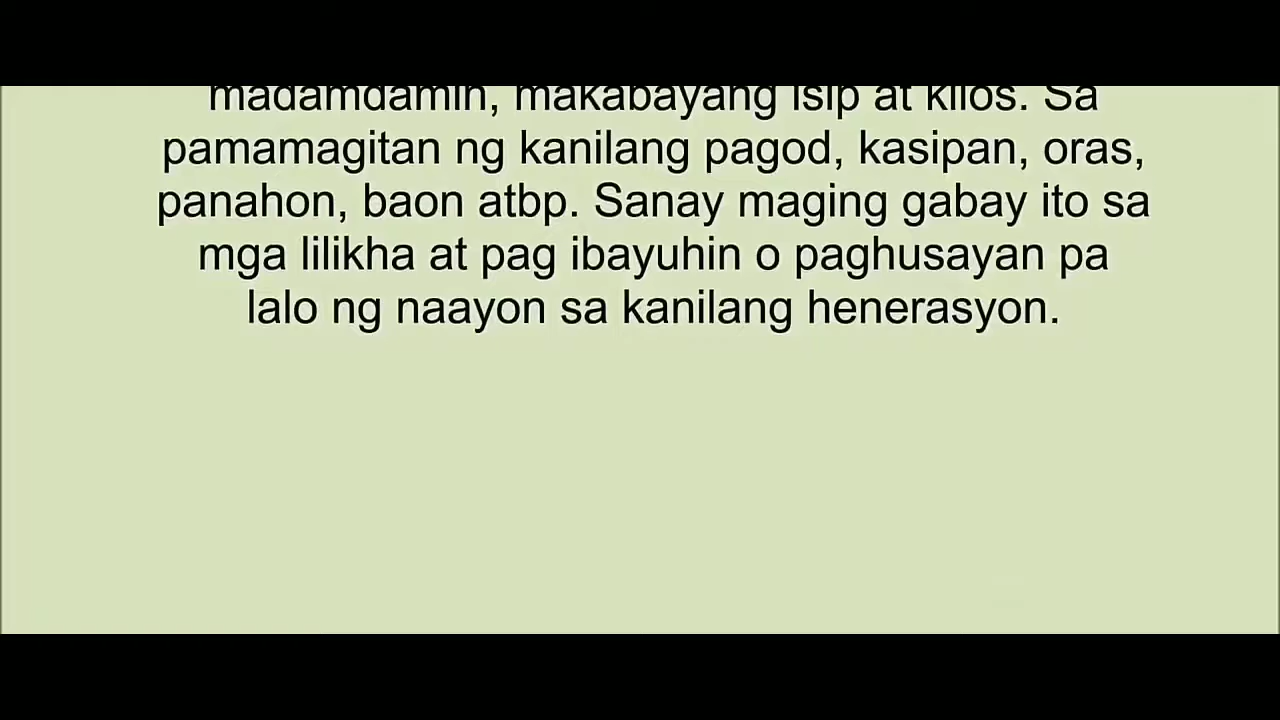 madamdamin, makabayang isip at kilos. Sa
pamamagitan ng kanilang pagod, kasipan, oras,
panahon, baon atbp. Sanay maging gabay ito sa
mga lilikha at pag ibayuhin o paghusayan pa
lalo ng naayon sa kanilang henerasyon.